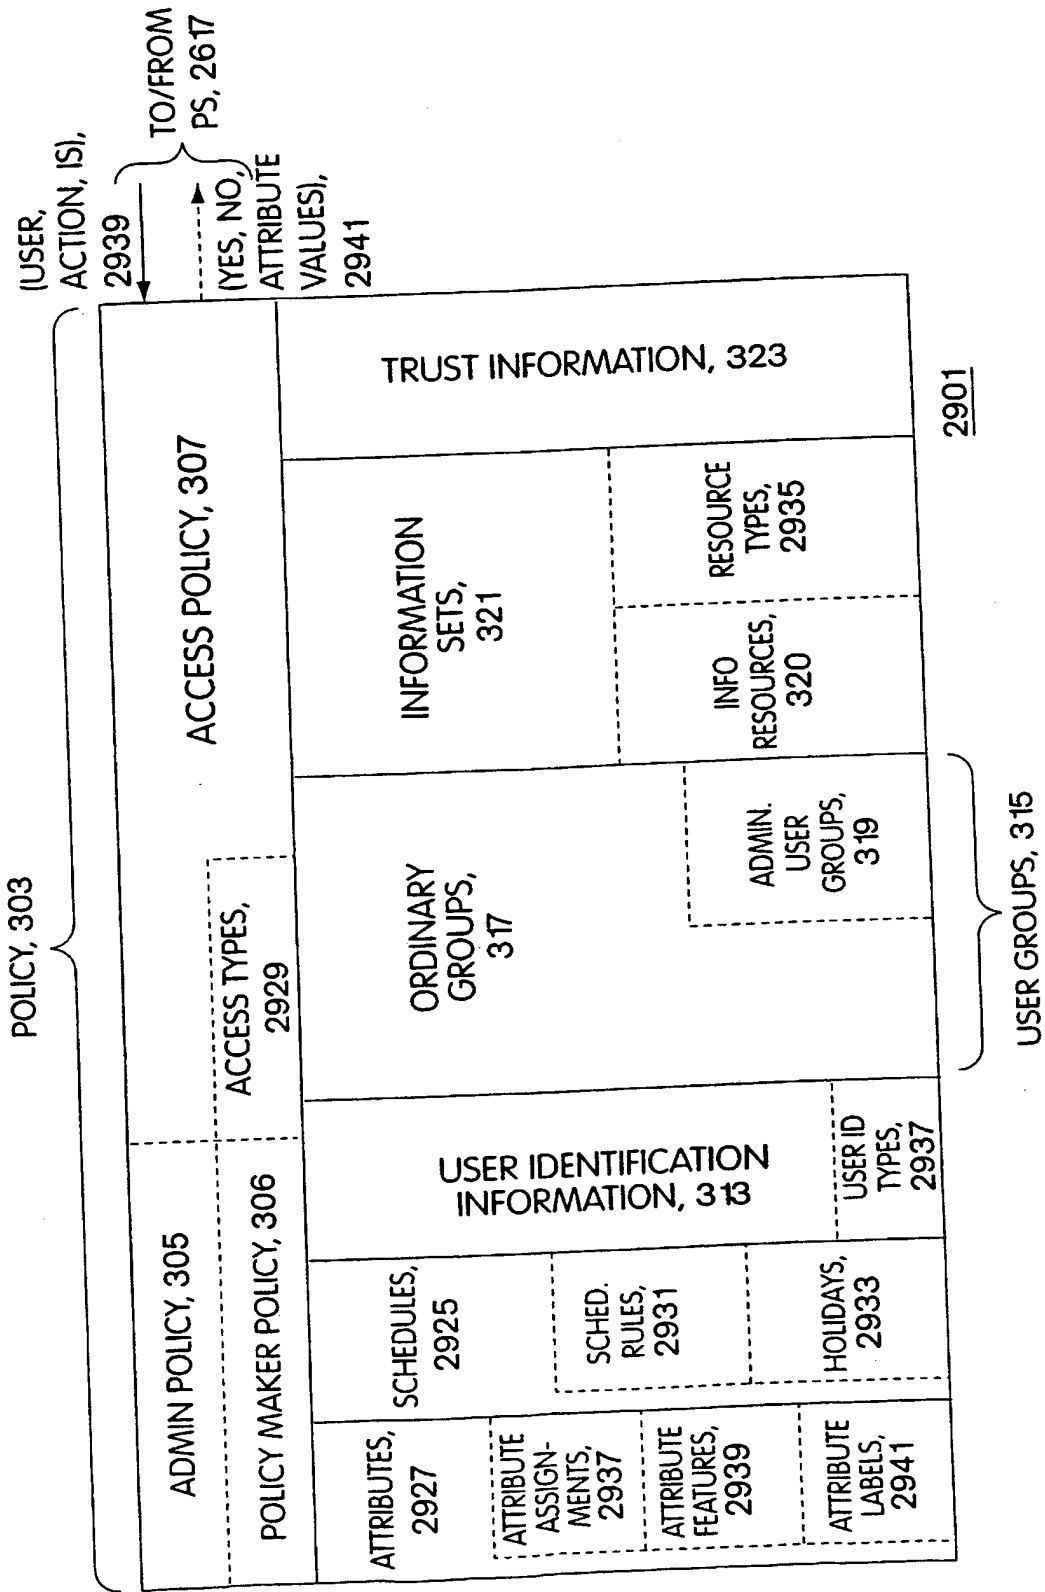 POLICY, 303
(USER,
ACTION, IS),
2939
TO/FROM
PS, 2617
(YES, NO,
ATTRIBUTE
VALUES),
2941
ADMIN POLICY, 305
POLICY MAKER POLICY, 306
ACCESS TYPES,
2929
ACCESS POLICY, 307
ATTRIBUTES,
2927
ATTRIBUTE
ASSIGN-
MENTS,
2937
ATTRIBUTE
FEATURES,
2939
ATTRIBUTE
LABELS,
2941
SCHEDULES,
2925
SCHED.
RULES,
2931
HOLIDAYS,
2933
USER IDENTIFICATION
INFORMATION, 313
USER ID
TYPES,
2937
ORDINARY
GROUPS,
317
ADMIN.
USER
GROUPS,
319
INFORMATION
SETS,
321
INFO
RESOURCES,
320
RESOURCE
TYPES,
2935
TRUST INFORMATION, 323
USER GROUPS, 315
2901